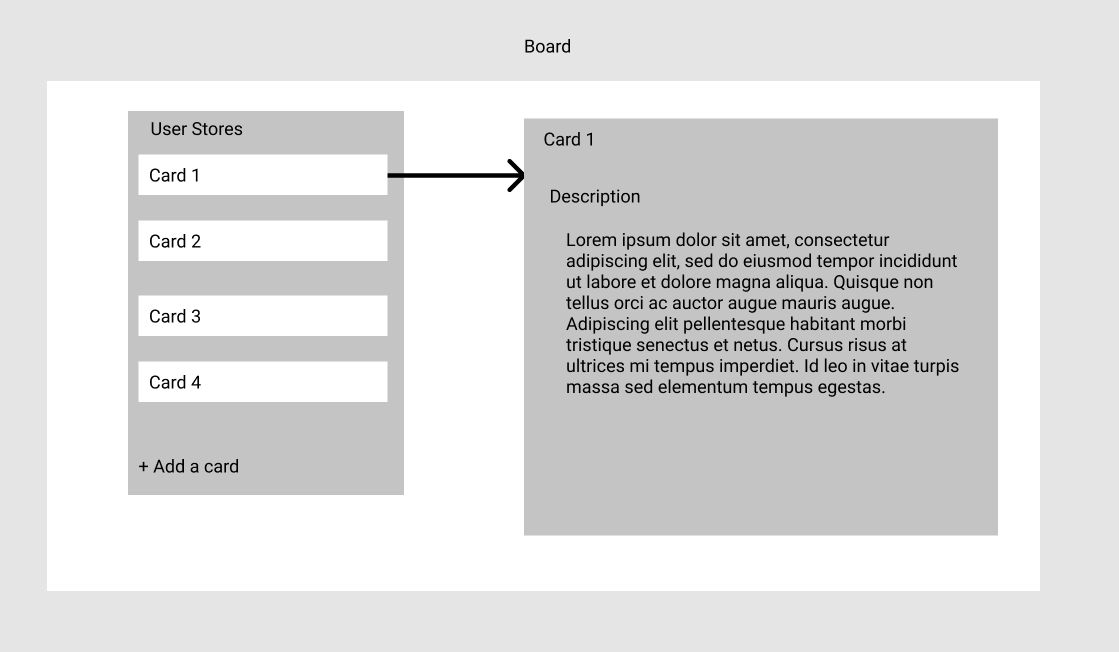 Board
User Stores
Card 1
Card 2
Card 3
Card 4
+ Add a card
Card 1
Description
Lorem ipsum dolor sit amet, consectetur
adipiscing elit, sed do eiusmod tempor incididunt
ut labore et dolore magna aliqua. Quisque non
tellus orci ac auctor augue mauris augue.
Adipiscing elit pellentesque habitant morbi
tristique senectus et netus. Cursus risus at
ultrices mi tempus imperdiet. Id leo in vitae turpis
massa sed elementum tempus egestas.